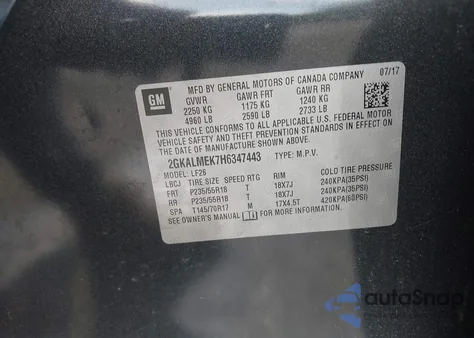 GM
MFD BY GENERAL MOTORS OF CANADA COMPANY 07/17
GVWR GAWR FRT GAWR RR
2250 KG 1175 KG 1240 KG
4960 LB 2590 LB 2733 LB
THIS VEHICLE CONFORMS TO ALL APPLICABLE U.S. FEDERAL MOTOR
VEHICLE SAFETY AND THEFT PREVENTION STANDARDS IN EFFECT ON
THE DATE OF MANUFACTURE SHOWN ABOVE.
2GKALMEK7H6347443 TYPE: M.P.V.
MODEL: LF26
LBCJ TIRE SIZE SPEED RTG RIM COLD TIRE PRESSURE
FRT P235/55R18 T 18X7J 240KPA(35PSI)
RR P235/55R18 T 18X7J 240KPA(35PSI)
SPA T145/70R17 M 17X4.5T 420KPA(60PSI)
SEE OWNER'S MANUAL FOR MORE INFORMATION
autoSnap